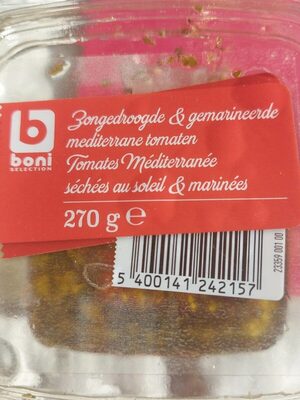 boni
SELECTION
Zongedroogde & gemarineerde
mediterrane tomaten
Tomates Méditerranée
séchées au soleil & marinées
270 g e
23359 001 00
5 400141 242157